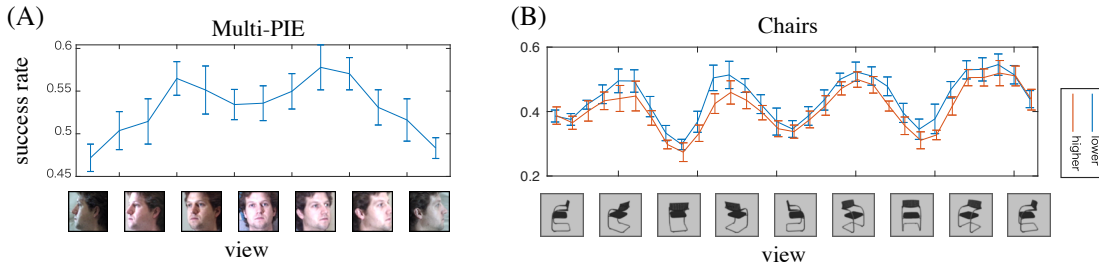 (A)
Multi-PIE
success rate
0.6
0.55
0.5
0.45
view
(B)
Chairs
0.6
0.4
0.2
view
lower
higher